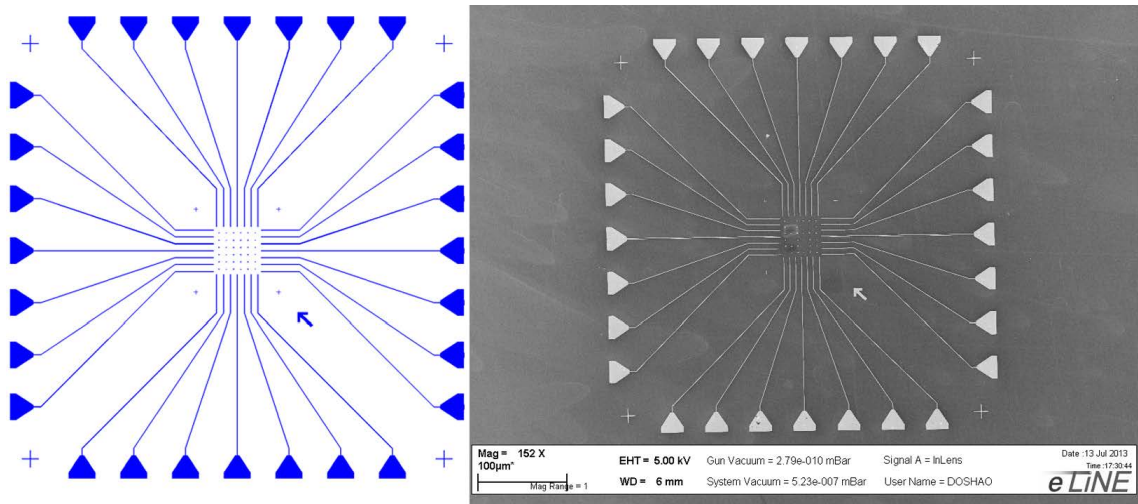 Mag = 152 X
100µm
Mag Range = 1
EHT = 5.00 kV
WD = 6 mm
Gun Vacuum = 2.79e-010 mBar
System Vacuum = 5.23e-007 mBar
Signal A = InLens
User Name = DOSHAO
Date :13 Jul 2013
Time :17:30:44
eLiNE